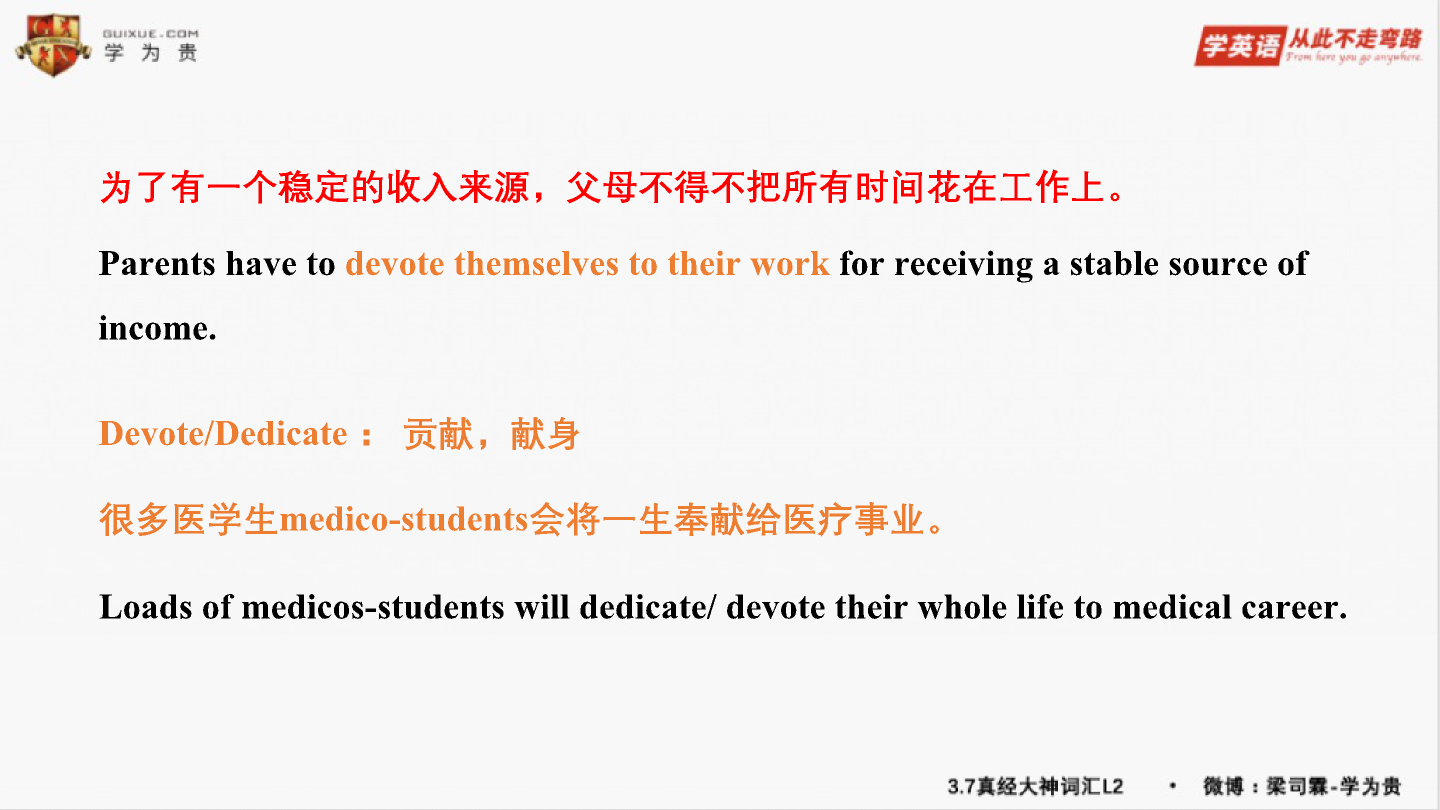 GUIXUE.COM
学为贵
学英语 从此不走弯路
From here you go anywhere.
为了有一个稳定的收入来源，父母不得不把所有时间花在工作上。
Parents have to devote themselves to their work for receiving a stable source of
income.
Devote/Dedicate ： 贡献，献身
很多医学生medico-students会将一生奉献给医疗事业。
Loads of medicos-students will dedicate/ devote their whole life to medical career.
3.7真经大神词汇L2 • 微博：梁司霖-学为贵